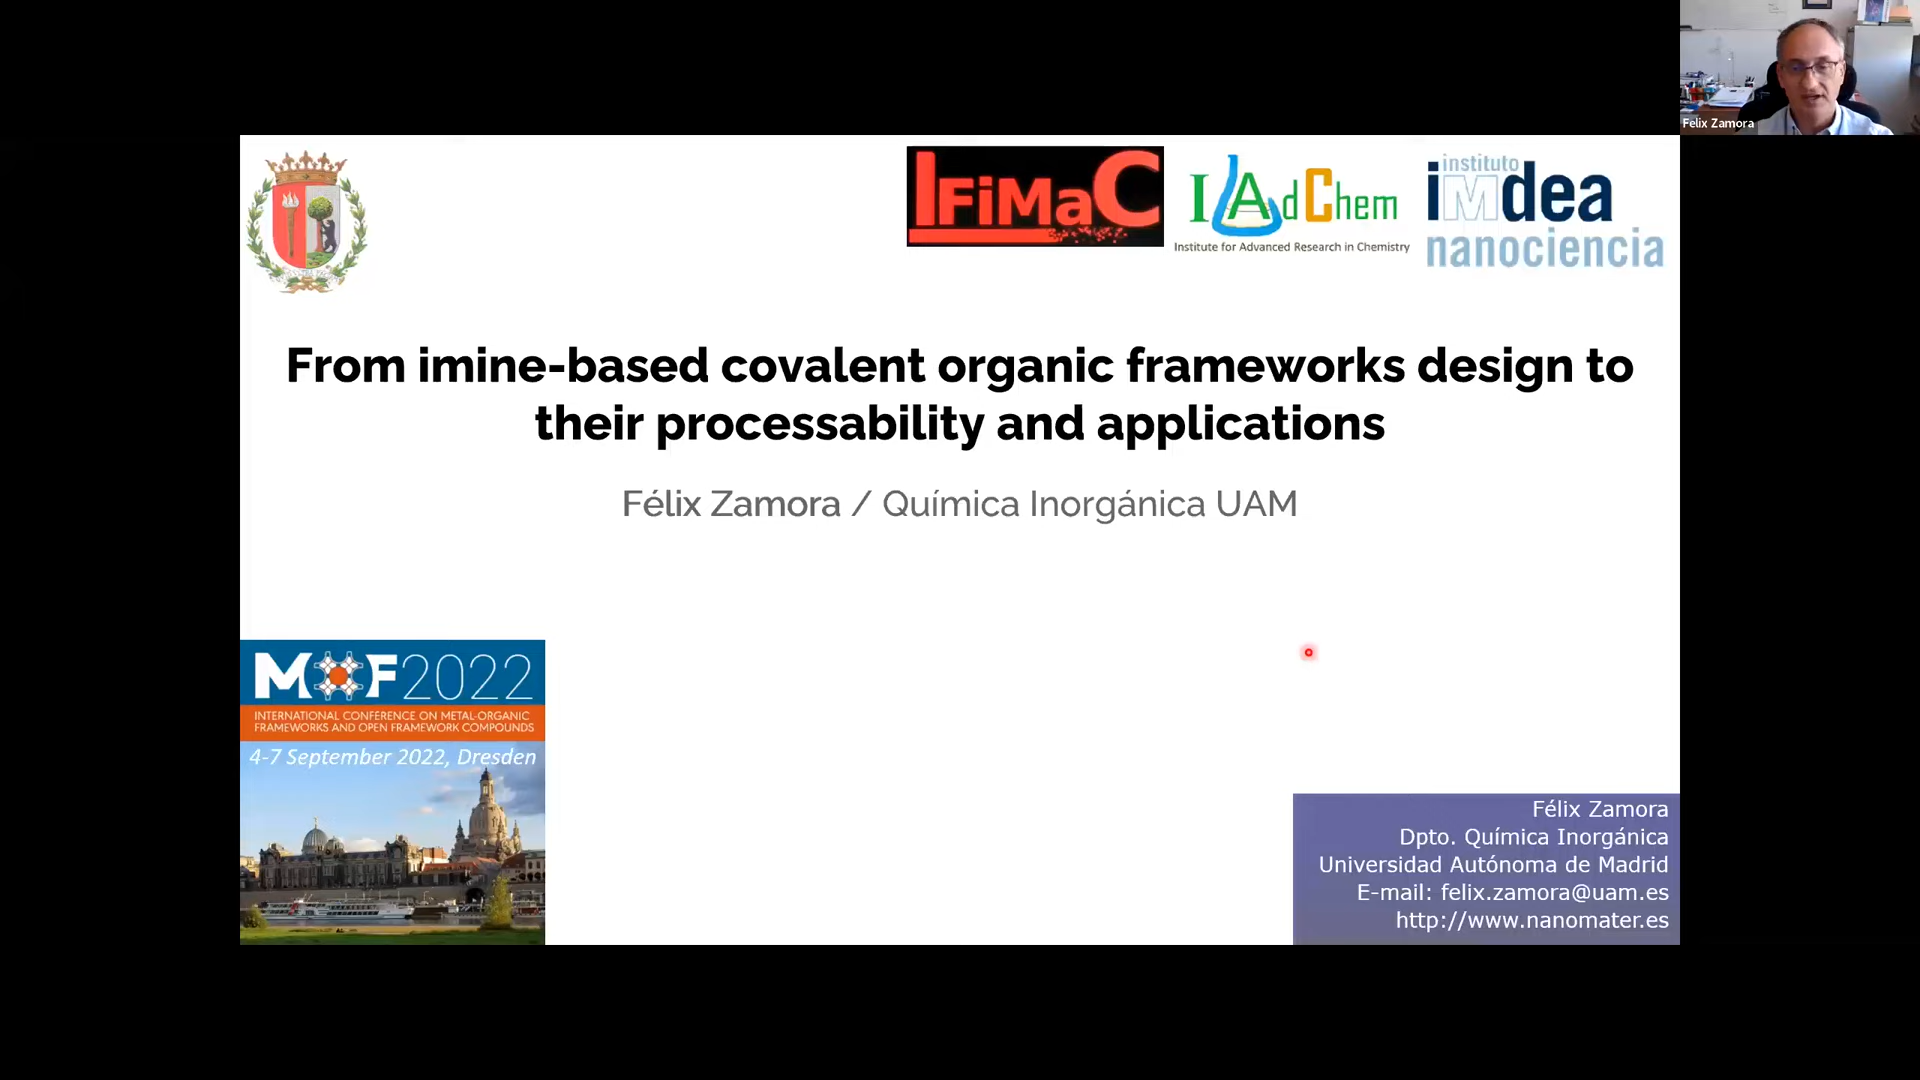 Felix Zamora
IFiMaC
IAdChem
Institute for Advanced Research in Chemistry
instituto
imdea
nanociencia
From imine-based covalent organic frameworks design to
their processability and applications
Félix Zamora / Química Inorgánica UAM
MOF2022
INTERNATIONAL CONFERENCE ON METAL-ORGANIC
FRAMEWORKS AND OPEN FRAMEWORK COMPOUNDS
4-7 September 2022, Dresden
Félix Zamora
Dpto. Química Inorgánica
Universidad Autónoma de Madrid
E-mail: felix.zamora@uam.es
http://www.nanomater.es